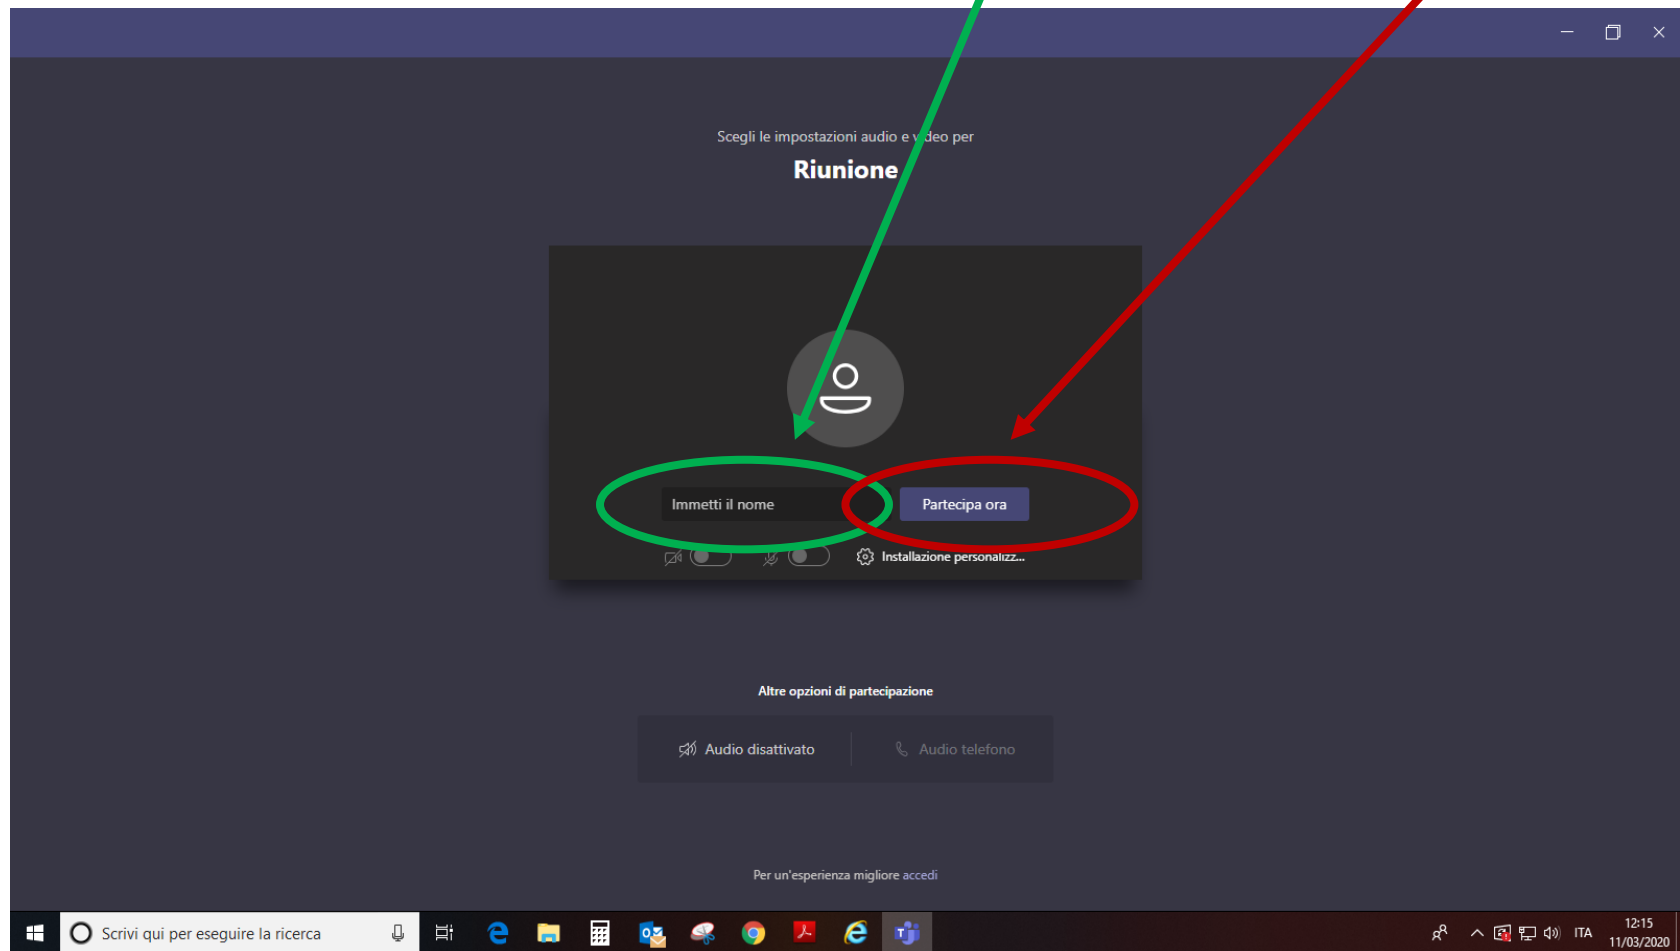 Scegli le impostazioni audio e video per
Riunione
Immetti il nome
Partecipa ora
Installazione personalizz...
Altre opzioni di partecipazione
Audio disattivato
Audio telefono
Per un'esperienza migliore accedi
Scrivi qui per eseguire la ricerca
ITA
12:15
11/03/2020